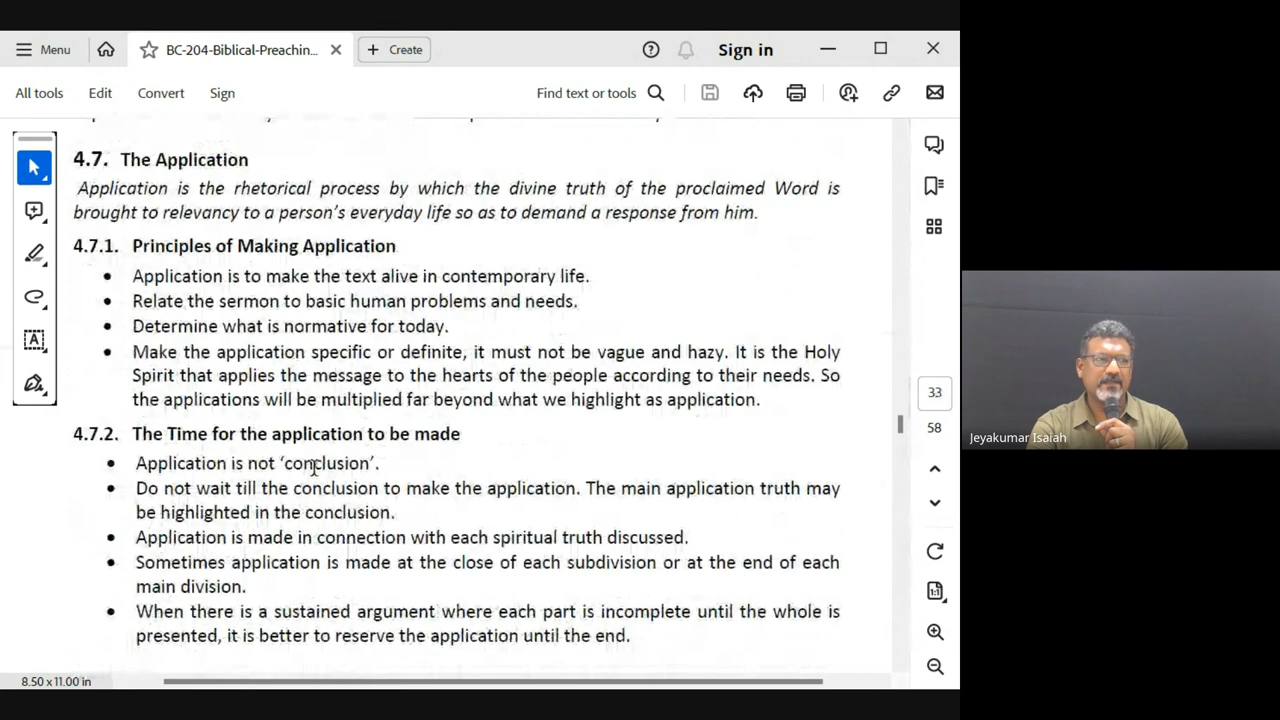 Menu
BC-204-Biblical-Preachin...
Create
Sign in
All tools
Edit
Convert
Sign
Find text or tools
4.7. The Application
Application is the rhetorical process by which the divine truth of the proclaimed Word is
brought to relevancy to a person's everyday life so as to demand a response from him.
4.7.1. Principles of Making Application
• Application is to make the text alive in contemporary life.
• Relate the sermon to basic human problems and needs.
• Determine what is normative for today.
• Make the application specific or definite, it must not be vague and hazy. It is the Holy
Spirit that applies the message to the hearts of the people according to their needs. So
the applications will be multiplied far beyond what we highlight as application.
4.7.2. The Time for the application to be made
• Application is not ‘conclusion’.
• Do not wait till the conclusion to make the application. The main application truth may
be highlighted in the conclusion.
• Application is made in connection with each spiritual truth discussed.
• Sometimes application is made at the close of each subdivision or at the end of each
main division.
• When there is a sustained argument where each part is incomplete until the whole is
presented, it is better to reserve the application until the end.
8.50 x 11.00 in
33
58
1:1
Jeyakumar Isaiah